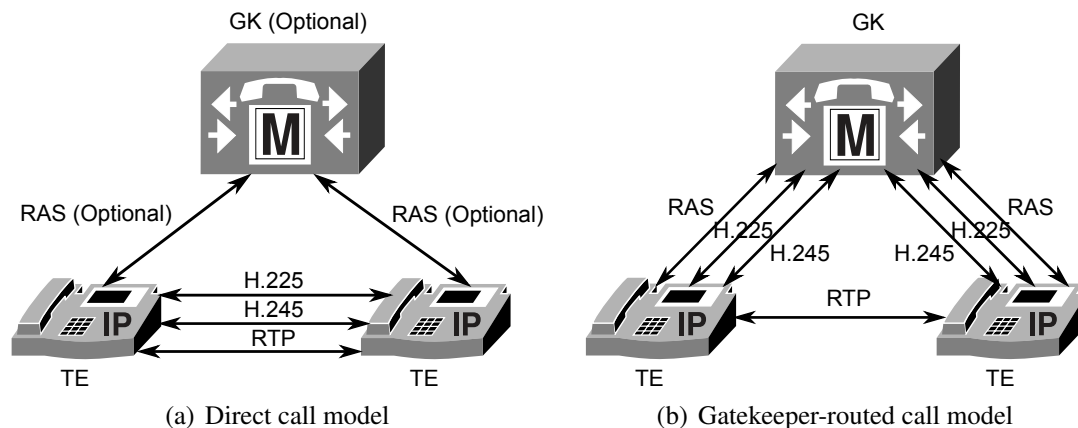 GK (Optional)
M
RAS (Optional)
RAS (Optional)
H.225
H.245
RTP
IP
IP
TE
TE
(a) Direct call model
GK
M
RAS
RAS
H.225
H.225
H.245
H.245
RTP
IP
IP
TE
TE
(b) Gatekeeper-routed call model